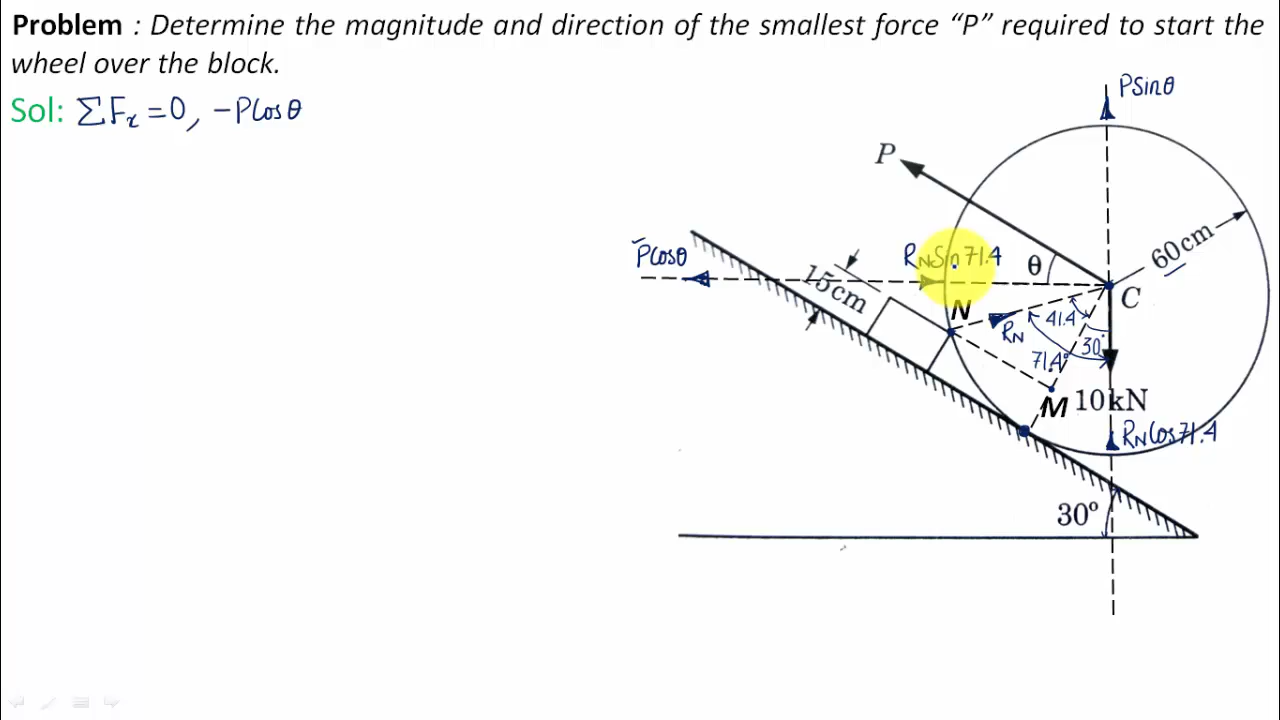 Problem : Determine the magnitude and direction of the smallest force “P” required to start the
wheel over the block.
Sol: ΣFx =0, -Pcosθ
Psinθ
P
60cm
Pcosθ
RNSin71.4
θ
15cm
C
N
RN
41.4
30°
71.4°
M
10kN
RNCos71.4
30°